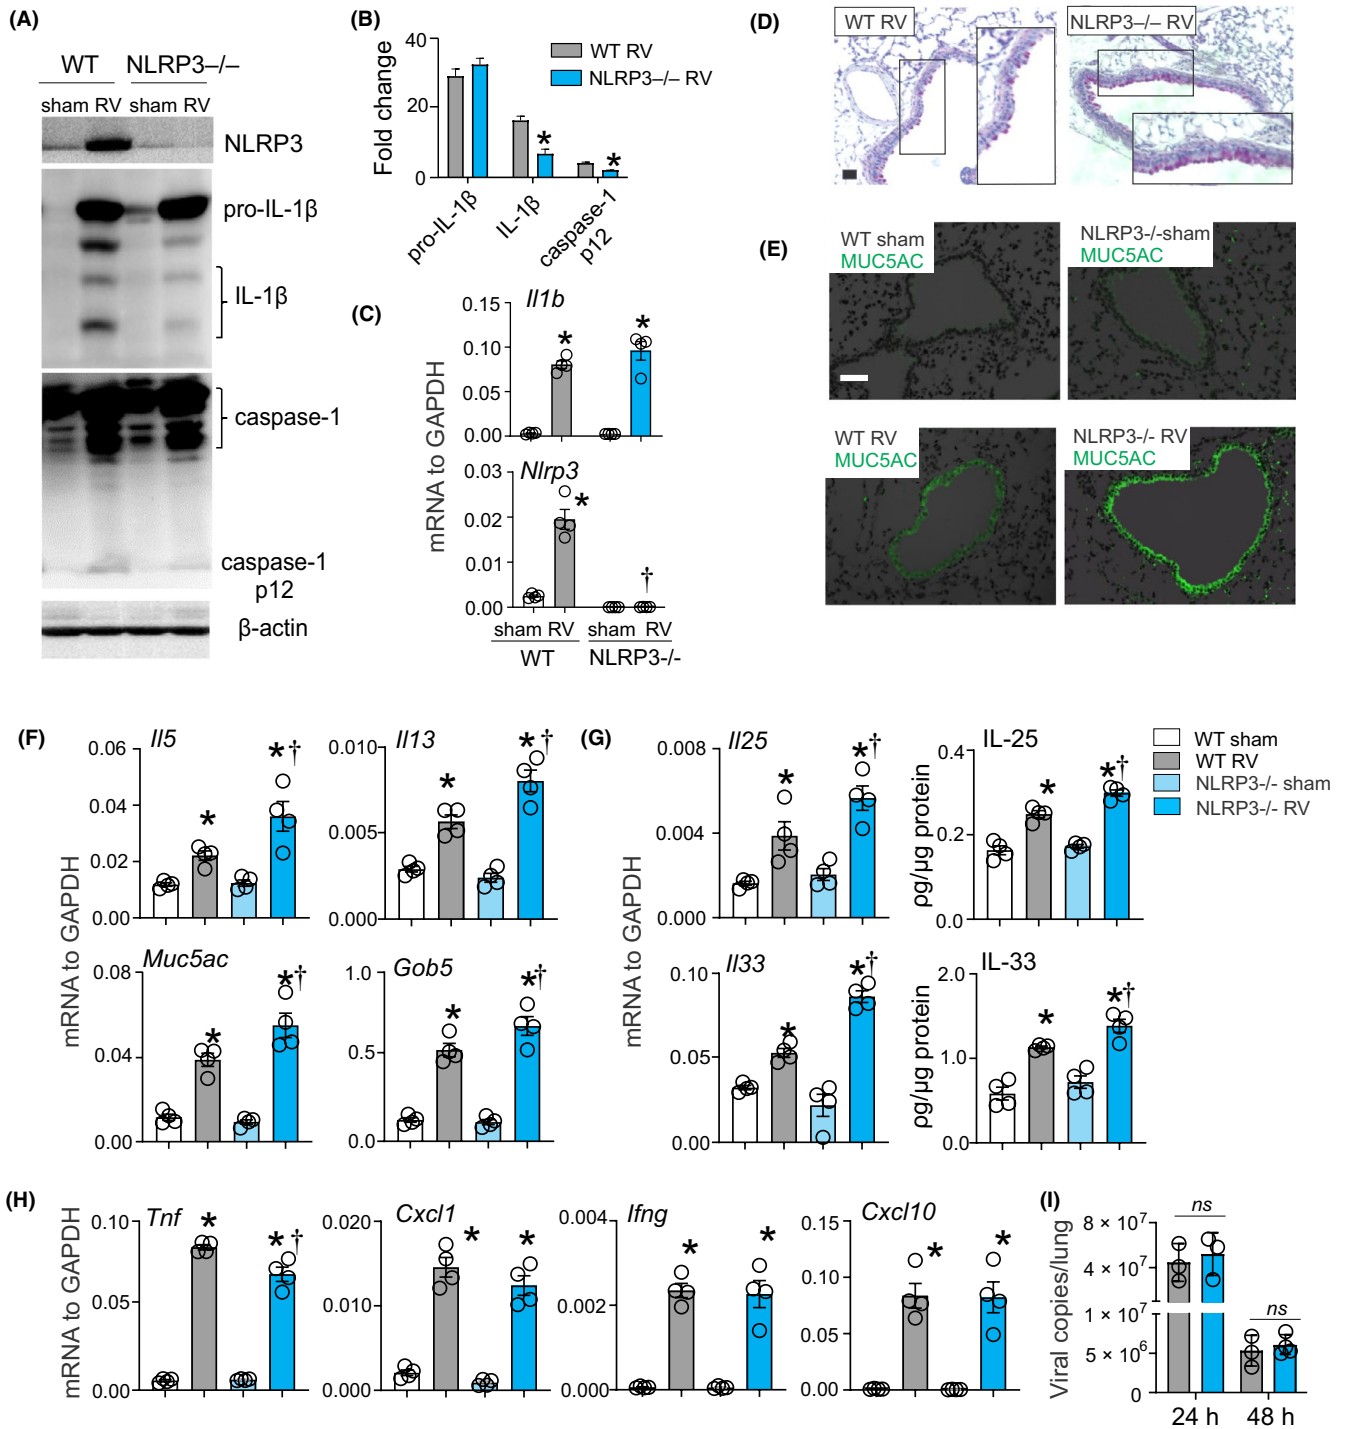 (A)
WT NLRP3–/–
sham RV sham RV
NLRP3
pro-IL-1β
IL-1β
caspase-1
caspase-1
p12
β-actin
(B)
Fold change
40
20
0
WT RV
NLRP3–/– RV
pro-IL-1β
IL-1β
*
caspase-1
p12
*
(C)
mRNA to GAPDH
Il1b
0.15
0.10
0.05
0.00
*
*
Nlrp3
0.03
0.02
0.01
0.00
*
†
sham RV sham RV
WT NLRP3-/-
(D)
WT RV
NLRP3–/– RV
(E)
WT sham
MUC5AC
NLRP3-/-sham
MUC5AC
WT RV
MUC5AC
NLRP3-/- RV
MUC5AC
(F)
mRNA to GAPDH
Il5
0.06
0.04
0.02
0.00
*
*†
Il13
0.010
0.005
0.000
*
*†
Muc5ac
0.08
0.04
0.00
*
*†
Gob5
1.0
0.5
0.0
*
*†
(G)
mRNA to GAPDH
Il25
0.008
0.004
0.000
*
*†
IL-25
ρg/μg protein
0.4
0.2
0.0
*
*†
Il33
0.10
0.05
0.00
*
*†
IL-33
ρg/μg protein
2.0
1.0
0.0
*
*†
WT sham
WT RV
NLRP3-/- sham
NLRP3-/- RV
(H)
mRNA to GAPDH
Tnf
0.10
0.05
0.00
*
*†
Cxcl1
0.020
0.010
0.000
*
*
Ifng
0.004
0.002
0.000
*
*
Cxcl10
0.15
0.10
0.05
0.00
*
*
(I)
Viral copies/lung
8 × 10⁷
4 × 10⁷
1 × 10⁷
5 × 10⁶
0
ns
ns
24 h 48 h